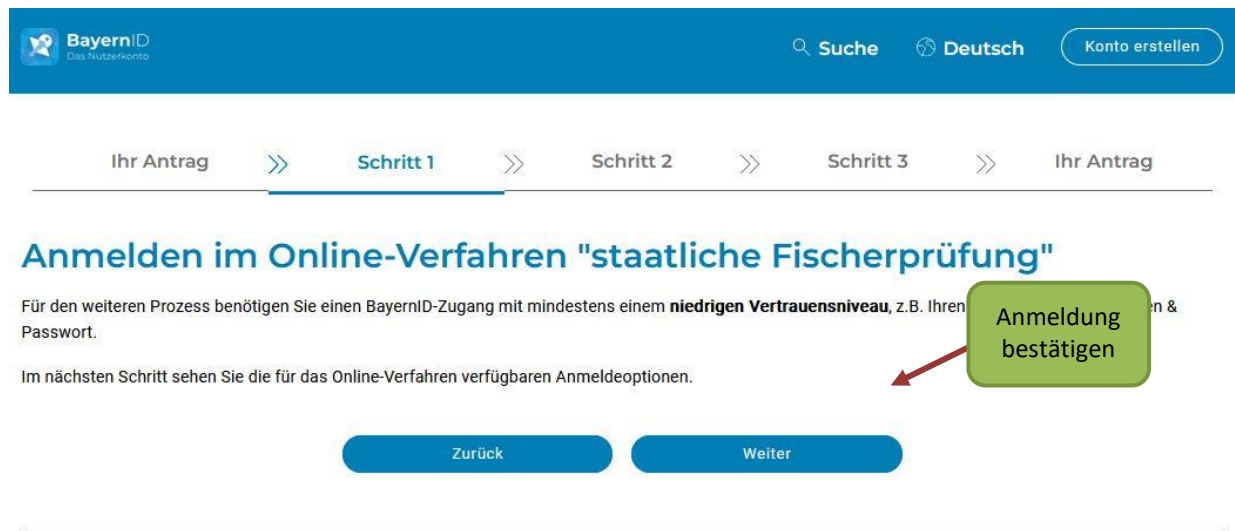 BayernID
Das Nutzerkonto
Suche
Deutsch
Konto erstellen
Ihr Antrag
Schritt 1
Schritt 2
Schritt 3
Ihr Antrag
Anmelden im Online-Verfahren "staatliche Fischerprüfung"
Für den weiteren Prozess benötigen Sie einen BayernID-Zugang mit mindestens einem niedrigen Vertrauensniveau, z.B. Ihren &
Passwort.
Anmeldung
bestätigen
Im nächsten Schritt sehen Sie die für das Online-Verfahren verfügbaren Anmeldeoptionen.
Zurück
Weiter